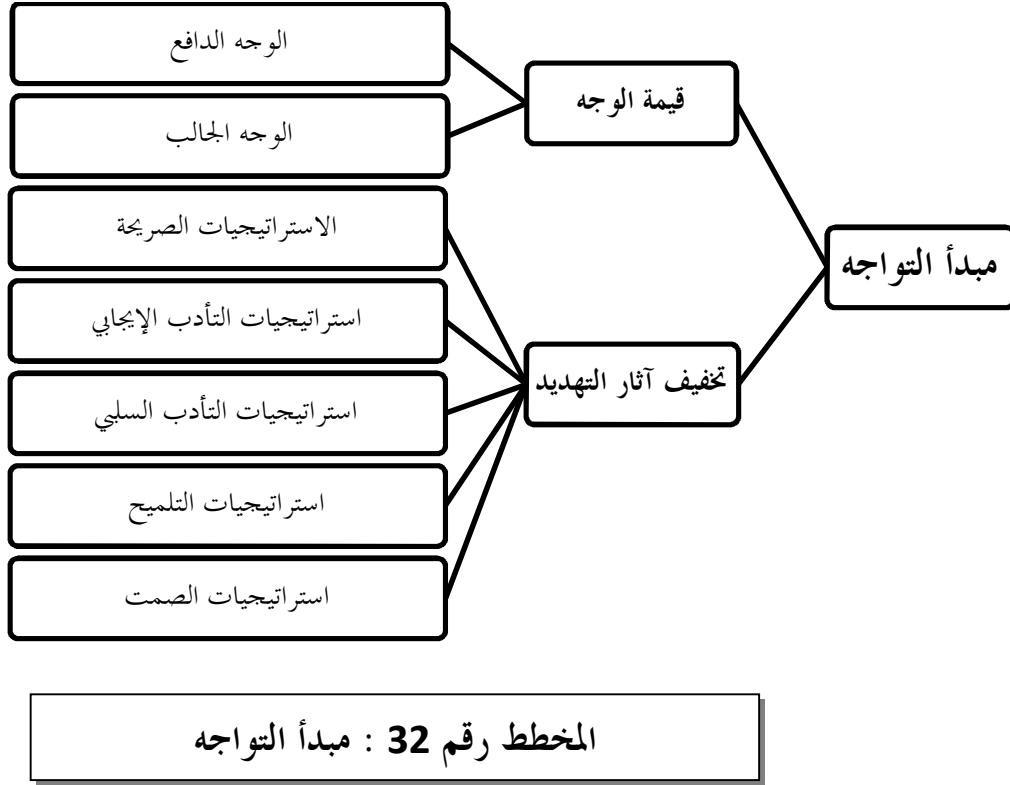 مبدأ التواجه
قيمة الوجه
الوجه الدافع
الوجه الجالب
تخفيف آثار التهديد
الاستراتيجيات الصريحة
استراتيجيات التأدب الإيجابي
استراتيجيات التأدب السلبي
استراتيجيات التلميح
استراتيجيات الصمت
المخطط رقم 32 : مبدأ التواجه